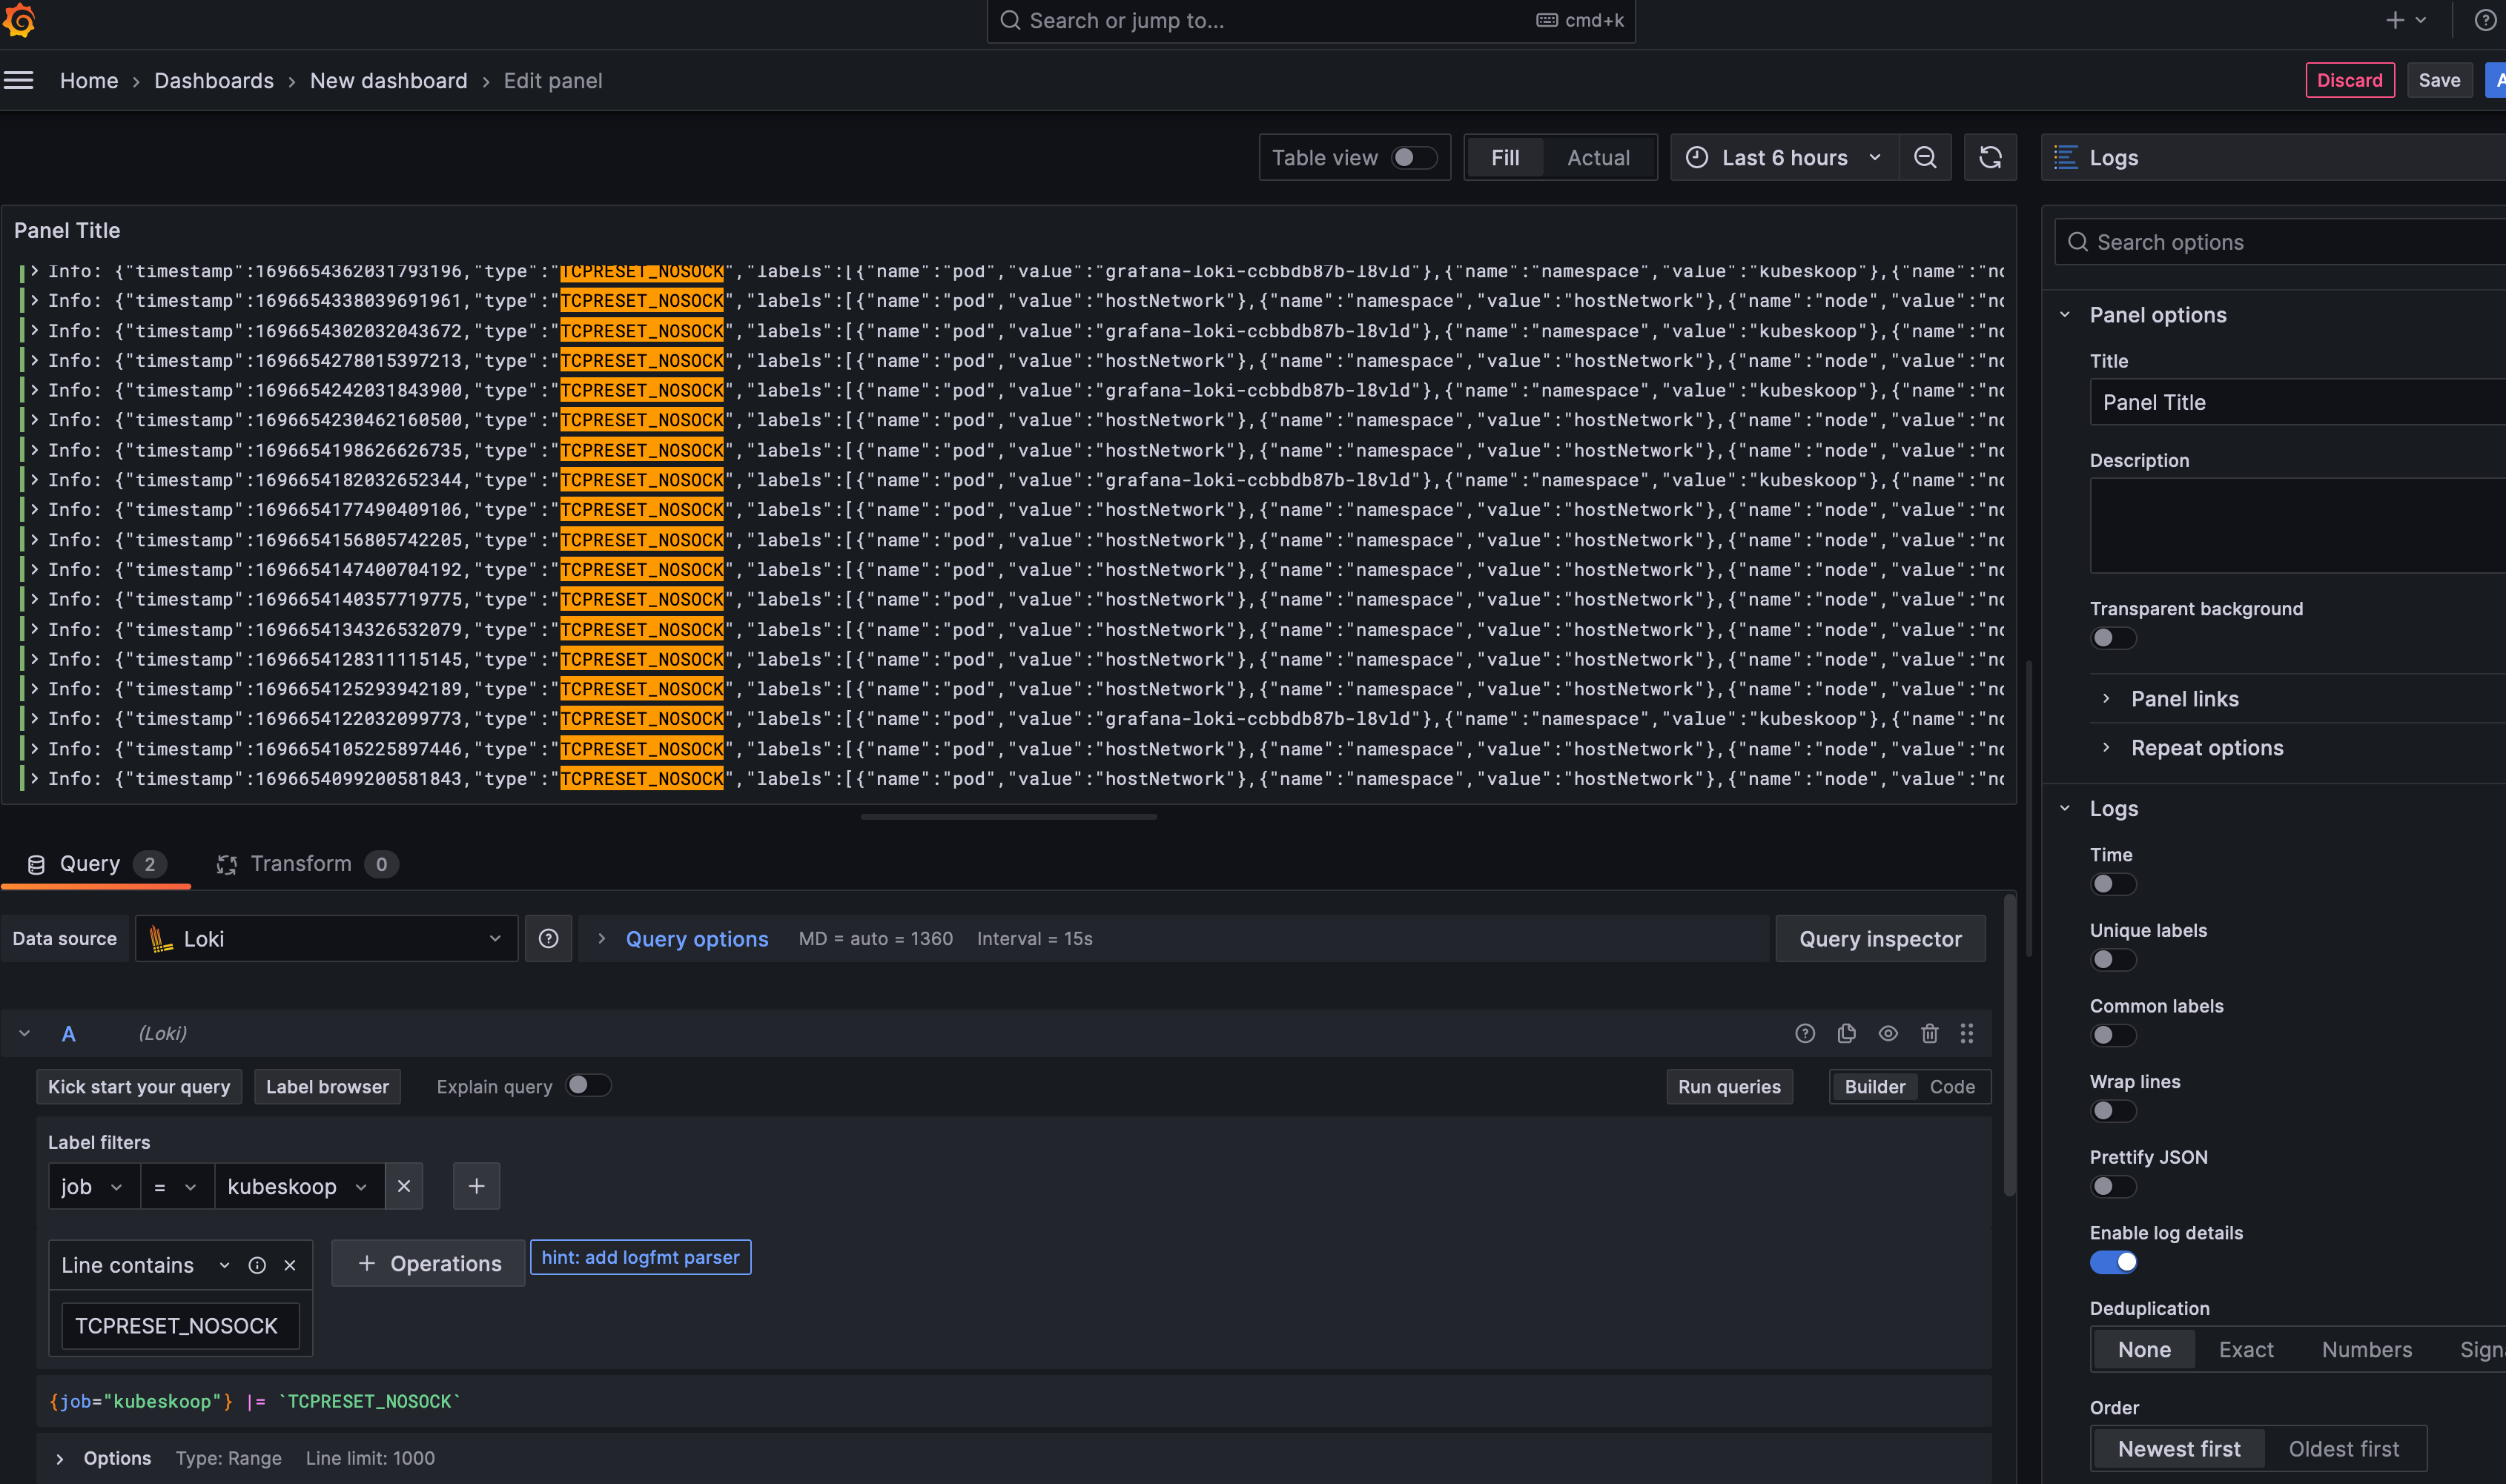 Search or jump to...
cmd+k
Home › Dashboards › New dashboard › Edit panel
Discard
Save
Table view
Fill
Actual
Last 6 hours
Logs
Panel Title
Info: {"timestamp":1696654362031793196,"type":"TCPRESET_NOSOCK","labels":[{"name":"pod","value":"grafana-loki-ccbbdb87b-l8vld"},{"name":"namespace","value":"kubeskoop"},{"name":"no
Info: {"timestamp":1696654338039691961,"type":"TCPRESET_NOSOCK","labels":[{"name":"pod","value":"hostNetwork"},{"name":"namespace","value":"hostNetwork"},{"name":"node","value":"no
Info: {"timestamp":1696654302032043672,"type":"TCPRESET_NOSOCK","labels":[{"name":"pod","value":"grafana-loki-ccbbdb87b-l8vld"},{"name":"namespace","value":"kubeskoop"},{"name":"no
Info: {"timestamp":1696654278015397213,"type":"TCPRESET_NOSOCK","labels":[{"name":"pod","value":"hostNetwork"},{"name":"namespace","value":"hostNetwork"},{"name":"node","value":"no
Info: {"timestamp":1696654242031843900,"type":"TCPRESET_NOSOCK","labels":[{"name":"pod","value":"grafana-loki-ccbbdb87b-l8vld"},{"name":"namespace","value":"kubeskoop"},{"name":"no
Info: {"timestamp":1696654230462160500,"type":"TCPRESET_NOSOCK","labels":[{"name":"pod","value":"hostNetwork"},{"name":"namespace","value":"hostNetwork"},{"name":"node","value":"no
Info: {"timestamp":1696654198626626735,"type":"TCPRESET_NOSOCK","labels":[{"name":"pod","value":"hostNetwork"},{"name":"namespace","value":"hostNetwork"},{"name":"node","value":"no
Info: {"timestamp":1696654182032652344,"type":"TCPRESET_NOSOCK","labels":[{"name":"pod","value":"grafana-loki-ccbbdb87b-l8vld"},{"name":"namespace","value":"kubeskoop"},{"name":"no
Info: {"timestamp":1696654177490409106,"type":"TCPRESET_NOSOCK","labels":[{"name":"pod","value":"hostNetwork"},{"name":"namespace","value":"hostNetwork"},{"name":"node","value":"no
Info: {"timestamp":1696654156805742205,"type":"TCPRESET_NOSOCK","labels":[{"name":"pod","value":"hostNetwork"},{"name":"namespace","value":"hostNetwork"},{"name":"node","value":"no
Info: {"timestamp":1696654147400704192,"type":"TCPRESET_NOSOCK","labels":[{"name":"pod","value":"hostNetwork"},{"name":"namespace","value":"hostNetwork"},{"name":"node","value":"no
Info: {"timestamp":1696654140357719775,"type":"TCPRESET_NOSOCK","labels":[{"name":"pod","value":"hostNetwork"},{"name":"namespace","value":"hostNetwork"},{"name":"node","value":"no
Info: {"timestamp":1696654134326532079,"type":"TCPRESET_NOSOCK","labels":[{"name":"pod","value":"hostNetwork"},{"name":"namespace","value":"hostNetwork"},{"name":"node","value":"no
Info: {"timestamp":1696654128311115145,"type":"TCPRESET_NOSOCK","labels":[{"name":"pod","value":"hostNetwork"},{"name":"namespace","value":"hostNetwork"},{"name":"node","value":"no
Info: {"timestamp":1696654125293942189,"type":"TCPRESET_NOSOCK","labels":[{"name":"pod","value":"hostNetwork"},{"name":"namespace","value":"hostNetwork"},{"name":"node","value":"no
Info: {"timestamp":1696654122032099773,"type":"TCPRESET_NOSOCK","labels":[{"name":"pod","value":"grafana-loki-ccbbdb87b-l8vld"},{"name":"namespace","value":"kubeskoop"},{"name":"no
Info: {"timestamp":1696654105225897446,"type":"TCPRESET_NOSOCK","labels":[{"name":"pod","value":"hostNetwork"},{"name":"namespace","value":"hostNetwork"},{"name":"node","value":"no
Info: {"timestamp":1696654099200581843,"type":"TCPRESET_NOSOCK","labels":[{"name":"pod","value":"hostNetwork"},{"name":"namespace","value":"hostNetwork"},{"name":"node","value":"no
Query 2
Transform 0
Data source
Loki
Query options
MD = auto = 1360
Interval = 15s
Query inspector
A
(Loki)
Kick start your query
Label browser
Explain query
Run queries
Builder
Code
Label filters
job
=
kubeskoop
Line contains
+ Operations
hint: add logfmt parser
TCPRESET_NOSOCK
{job="kubeskoop"} |= `TCPRESET_NOSOCK`
Options
Type: Range
Line limit: 1000
Search options
Panel options
Title
Panel Title
Description
Transparent background
Panel links
Repeat options
Logs
Time
Unique labels
Common labels
Wrap lines
Prettify JSON
Enable log details
Deduplication
None
Exact
Numbers
Sign
Order
Newest first
Oldest first